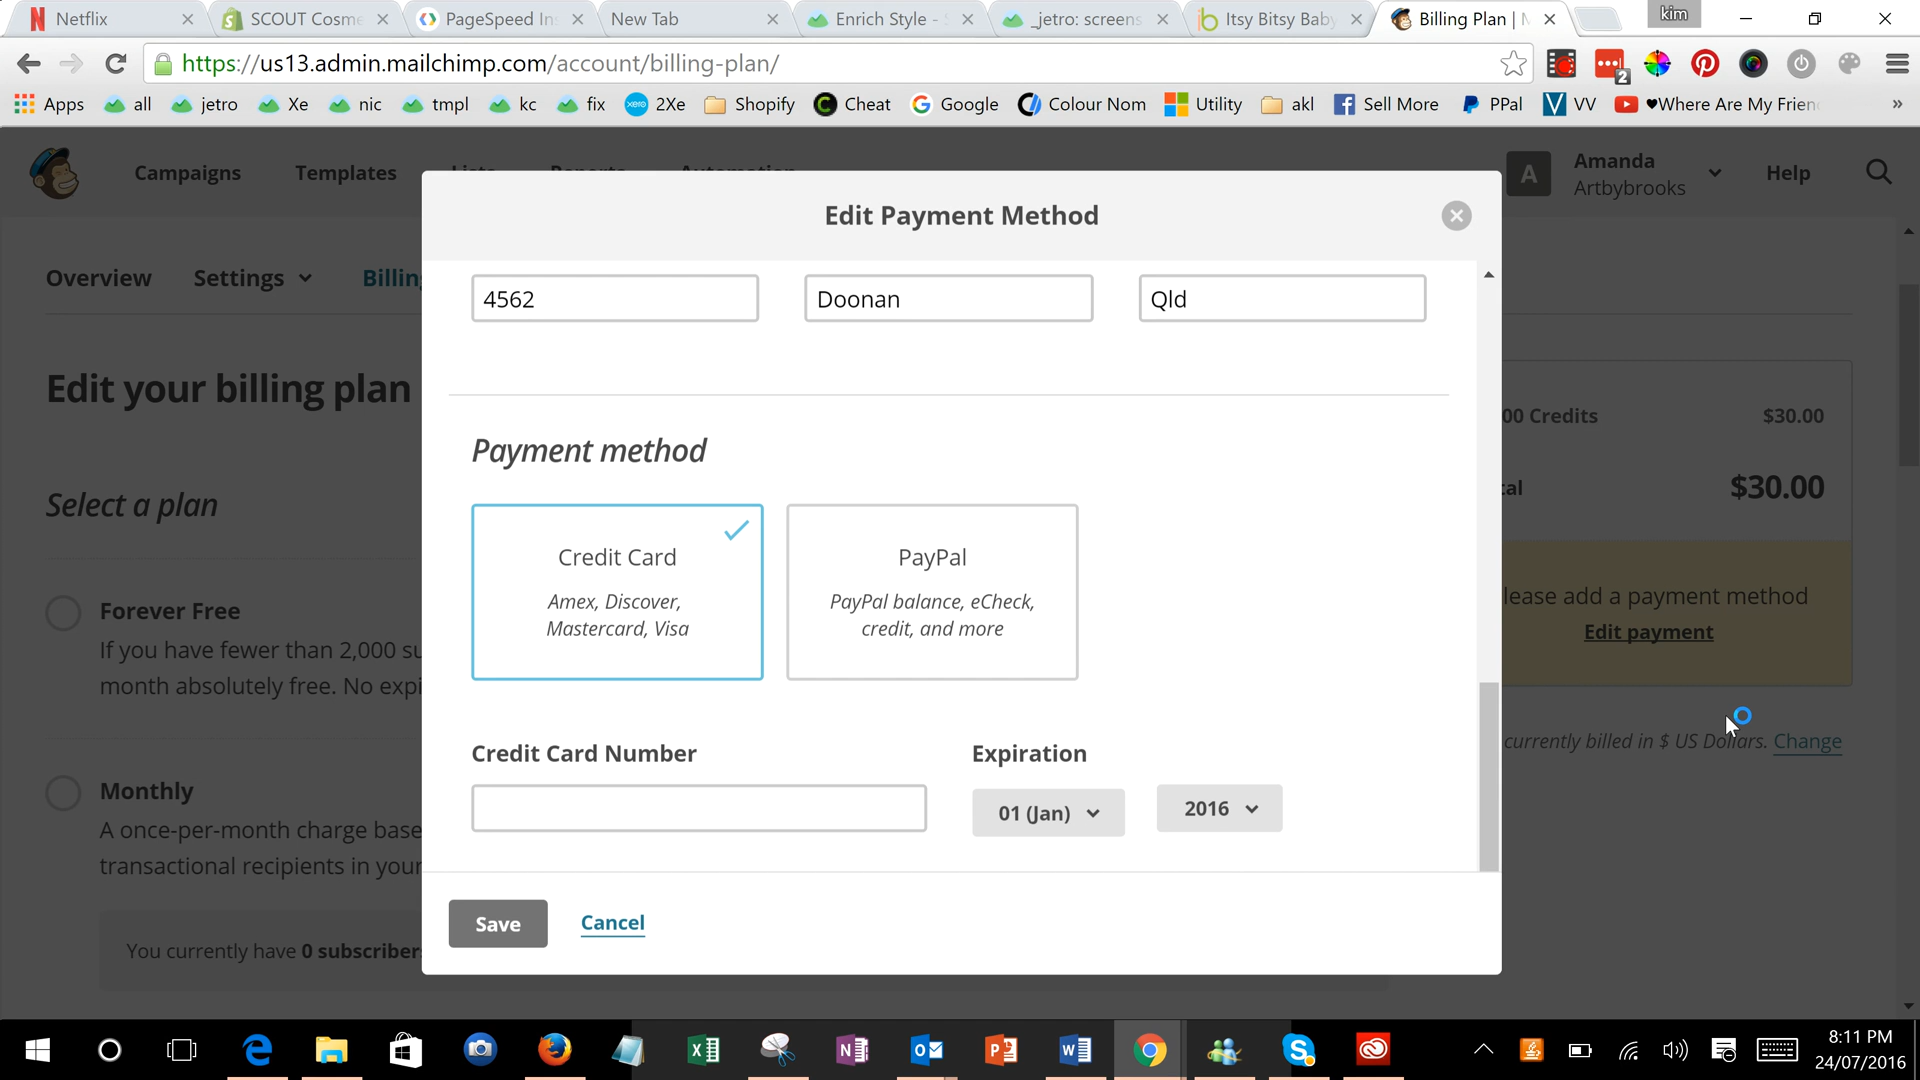 Netflix
SCOUT Cosme
PageSpeed In
New Tab
Enrich Style -
_jetro: screens
Itsy Bitsy Baby
Billing Plan |
kim
https://us13.admin.mailchimp.com/account/billing-plan/
2
Apps
all
jetro
Xe
nic
tmpl
kc
fix
2Xe
Shopify
Cheat
Google
Colour Nom
Utility
akl
Sell More
PPal
VV
♥Where Are My Frien
»
Campaigns
Templates
Lists
Reports
Automation
A
Amanda
Artbybrooks
Help
Edit Payment Method
Overview
Settings
Billing
4562
Doonan
Qld
Edit your billing plan
00 Credits
$30.00
Payment method
tal
$30.00
Select a plan
Credit Card
Amex, Discover,
Mastercard, Visa
PayPal
PayPal balance, eCheck,
credit, and more
lease add a payment method
Edit payment
Forever Free
If you have fewer than 2,000 su
month absolutely free. No expi
currently billed in $ US Dollars. Change
Credit Card Number
Expiration
Monthly
A once-per-month charge base
transactional recipients in your
01 (Jan)
2016
Save
Cancel
You currently have 0 subscribers
8:11 PM
24/07/2016